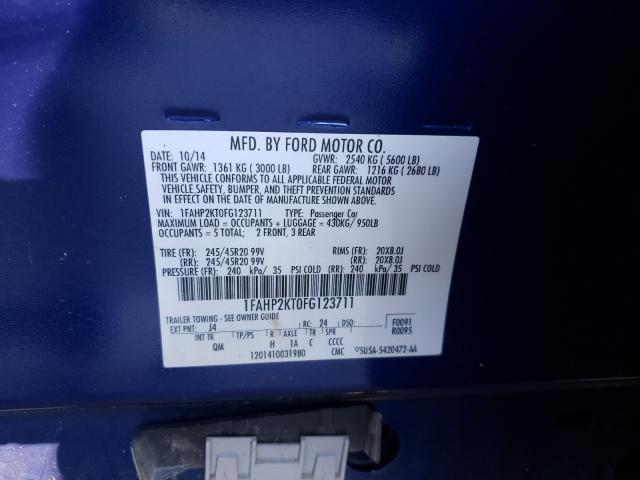 MFD. BY FORD MOTOR CO.
DATE: 10/14 GVWR: 2540 KG ( 5600 LB)
FRONT GAWR: 1361 KG ( 3000 LB) REAR GAWR: 1216 KG ( 2680 LB)
THIS VEHICLE CONFORMS TO ALL APPLICABLE FEDERAL MOTOR
VEHICLE SAFETY, BUMPER, AND THEFT PREVENTION STANDARDS
IN EFFECT ON THE DATE OF MANUFACTURE SHOWN ABOVE.
VIN: 1FAHP2KT0FG123711 TYPE: Passenger Car
MAXIMUM LOAD = OCCUPANTS + LUGGAGE = 430KG/ 950LB
OCCUPANTS = 5 TOTAL; 2 FRONT, 3 REAR
TIRE (FR): 245/45R20 99V RIMS (FR): 20X8.0J
(RR): 245/45R20 99V (RR): 20X8.0J
PRESSURE (FR): 240 kPa/ 35 PSI COLD (RR): 240 kPa/ 35 PSI COLD
1FAHP2KT0FG123711
TRAILER TOWING - SEE OWNER GUIDE
EXT PNT: J4 RC: 24 DSO: F0091
R0095
INT TR TP/PS R AXLE TR SPR
QM H 1A C CCCC
1201410031980 CMC 5U5A-5420472-AA